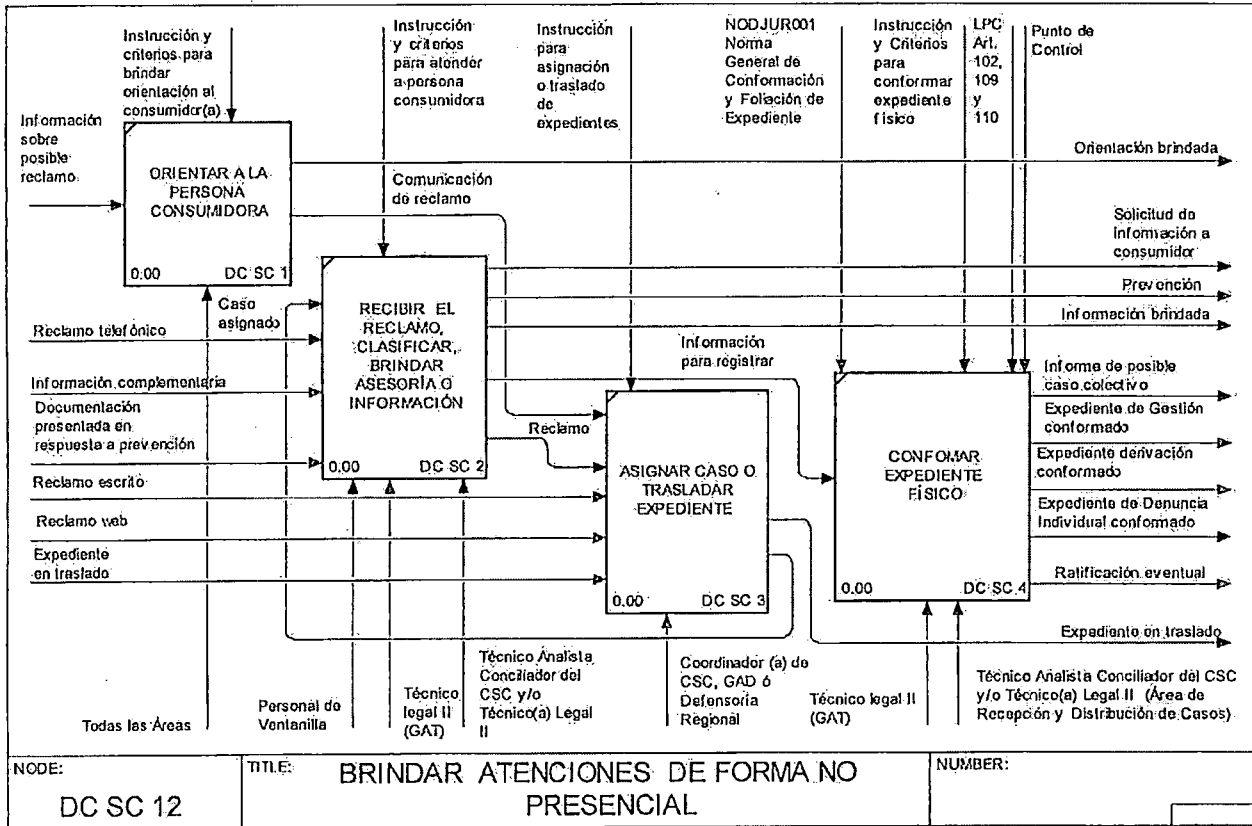 Instrucción y
criterios para
brindar
orientación al
consumidor(a)
Instrucción
y criterios
para atender
a persona
consumidora
Instrucción
para
asignación
o traslado
de
expedientes
NODJUR001
Norma
General de
Conformación
y Foliación de
Expediente
Instrucción
y Criterios
para
conformar
expediente
físico
LPC
Art.
102,
109
y
110
Punto de
Control
Información
sobre
posible
reclamo
ORIENTAR A LA
PERSONA
CONSUMIDORA
0.00 DC SC 1
Orientación brindada
Comunicación
de reclamo
Solicitud de
Información a
consumidor
Prevención
Información brindada
Caso
asignado
Reclamo telefónico
Información complementaria
Documentación
presentada en
respuesta a prevención
Reclamo escrito
Reclamo web
Expediente
en traslado
RECIBIR EL
RECLAMO,
CLASIFICAR,
BRINDAR
ASESORÍA O
INFORMACIÓN
0.00 DC SC 2
Información
para registrar
Reclamo
ASIGNAR CASO O
TRASLADAR
EXPEDIENTE
0.00 DC SC 3
CONFOMAR
EXPEDIENTE
FÍSICO
0.00 DC SC 4
Informe de posible
caso colectivo
Expediente de Gestión
conformado
Expediente derivación
conformado
Expediente de Denuncia
Individual conformado
Ratificación eventual
Expediente en traslado
Todas las Áreas
Personal de
Ventanilla
Técnico
legal II
(GAT)
Técnico Analista
Conciliador del
CSC y/o
Técnico(a) Legal
II
Coordinador (a) de
CSC, GAD ó
Defensoría
Regional
Técnico legal II
(GAT)
Técnico Analista Conciliador del CSC
y/o Técnico(a) Legal II (Área de
Recepción y Distribución de Casos)
NODE:
DC SC 12
TITLE:
BRINDAR ATENCIONES DE FORMA NO
PRESENCIAL
NUMBER: